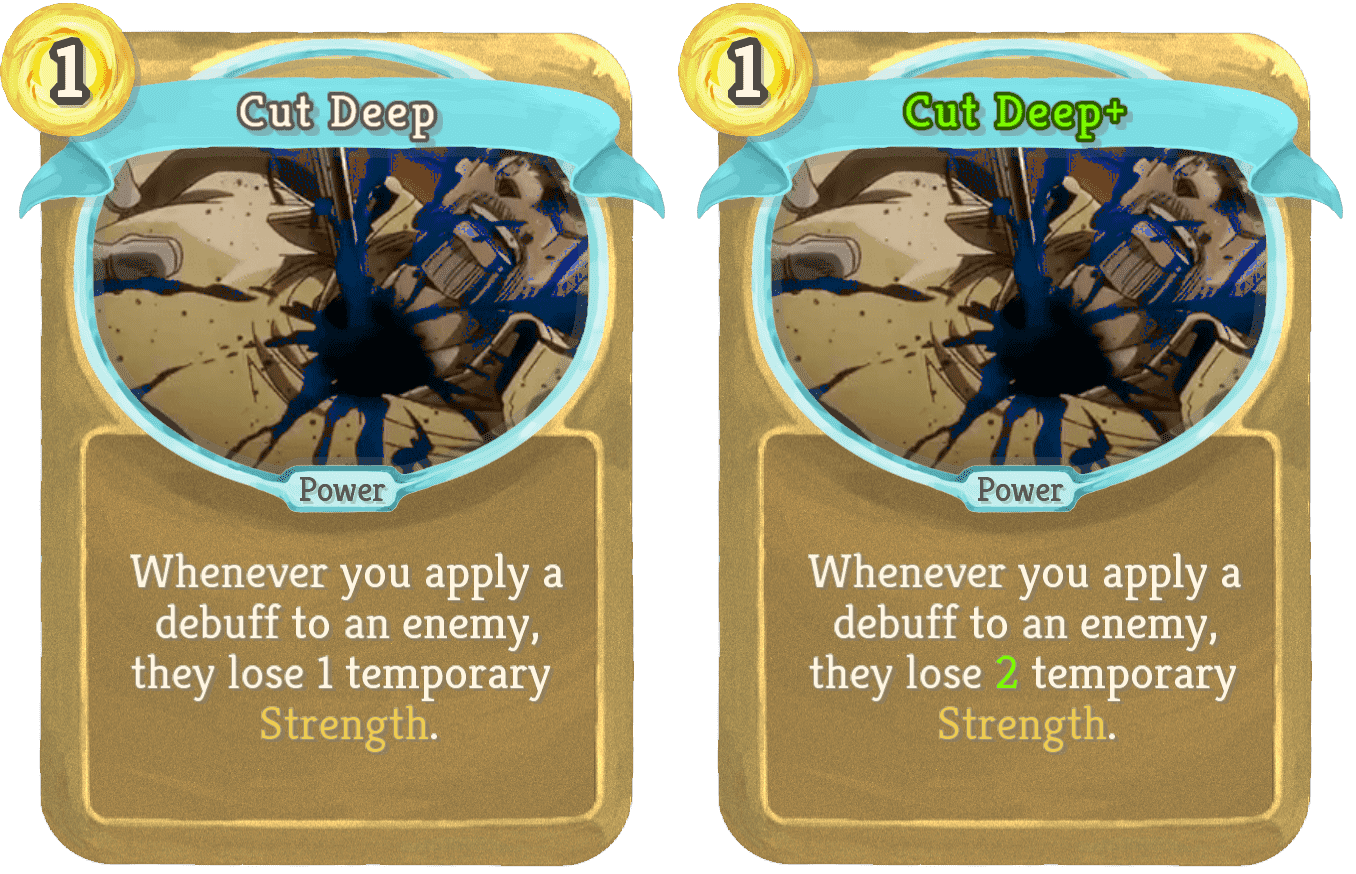 1
Cut Deep
Power
Whenever you apply a
debuff to an enemy,
they lose 1 temporary
Strength.
1
Cut Deep+
Power
Whenever you apply a
debuff to an enemy,
they lose 2 temporary
Strength.